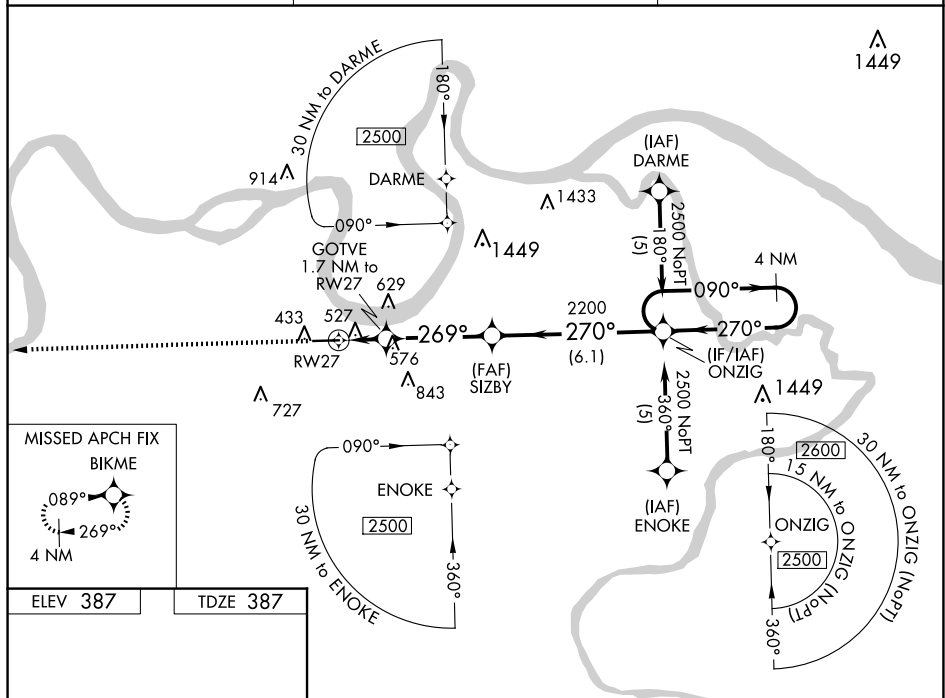 1449
30 NM to DARME
180°
2500
DARME
090°
914
1433
1449
(IAF)
DARME
2500 NoPT
180°
(5)
4 NM
090°
270°
GOTVE
1.7 NM to
RW27
629
527
433
RW27
576
269°
2200
270°
(6.1)
(FAF)
SIZBY
(IF/IAF)
ONZIG
843
727
1449
2500 NoPT
360°
(5)
(IAF)
ENOKE
MISSED APCH FIX
BIKME
089°
269°
4 NM
090°
ENOKE
2500
360°
30 NM to ENOKE
180°
2600
30 NM to ONZIG (NoPT)
15 NM to ONZIG (NoPT)
ONZIG
2500
360°
ELEV 387
TDZE 387